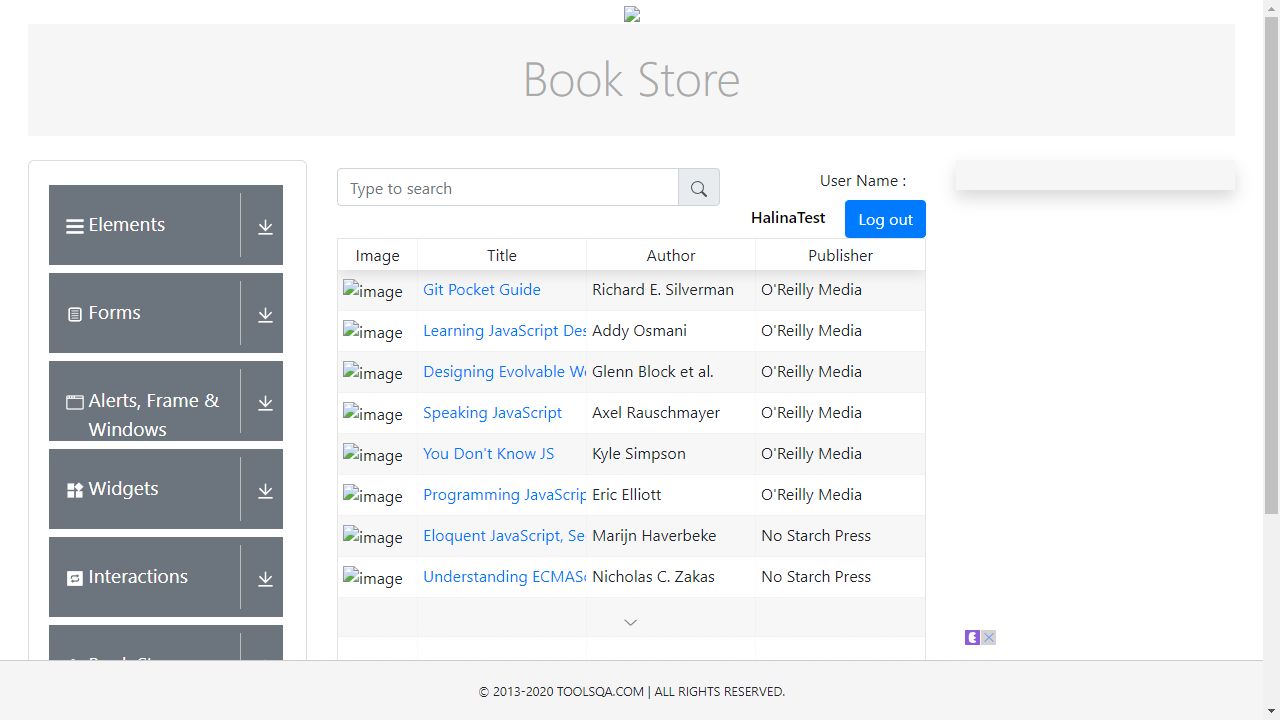 Book Store
Elements
Forms
Alerts, Frame &
Windows
Widgets
Interactions
Type to search
User Name :
HalinaTest
Log out
Image Title Author Publisher
image Git Pocket Guide Richard E. Silverman O'Reilly Media
image Learning JavaScript Des Addy Osmani O'Reilly Media
image Designing Evolvable We Glenn Block et al. O'Reilly Media
image Speaking JavaScript Axel Rauschmayer O'Reilly Media
image You Don't Know JS Kyle Simpson O'Reilly Media
image Programming JavaScrip Eric Elliott O'Reilly Media
image Eloquent JavaScript, Se Marijn Haverbeke No Starch Press
image Understanding ECMASc Nicholas C. Zakas No Starch Press
© 2013-2020 TOOLSQA.COM | ALL RIGHTS RESERVED.